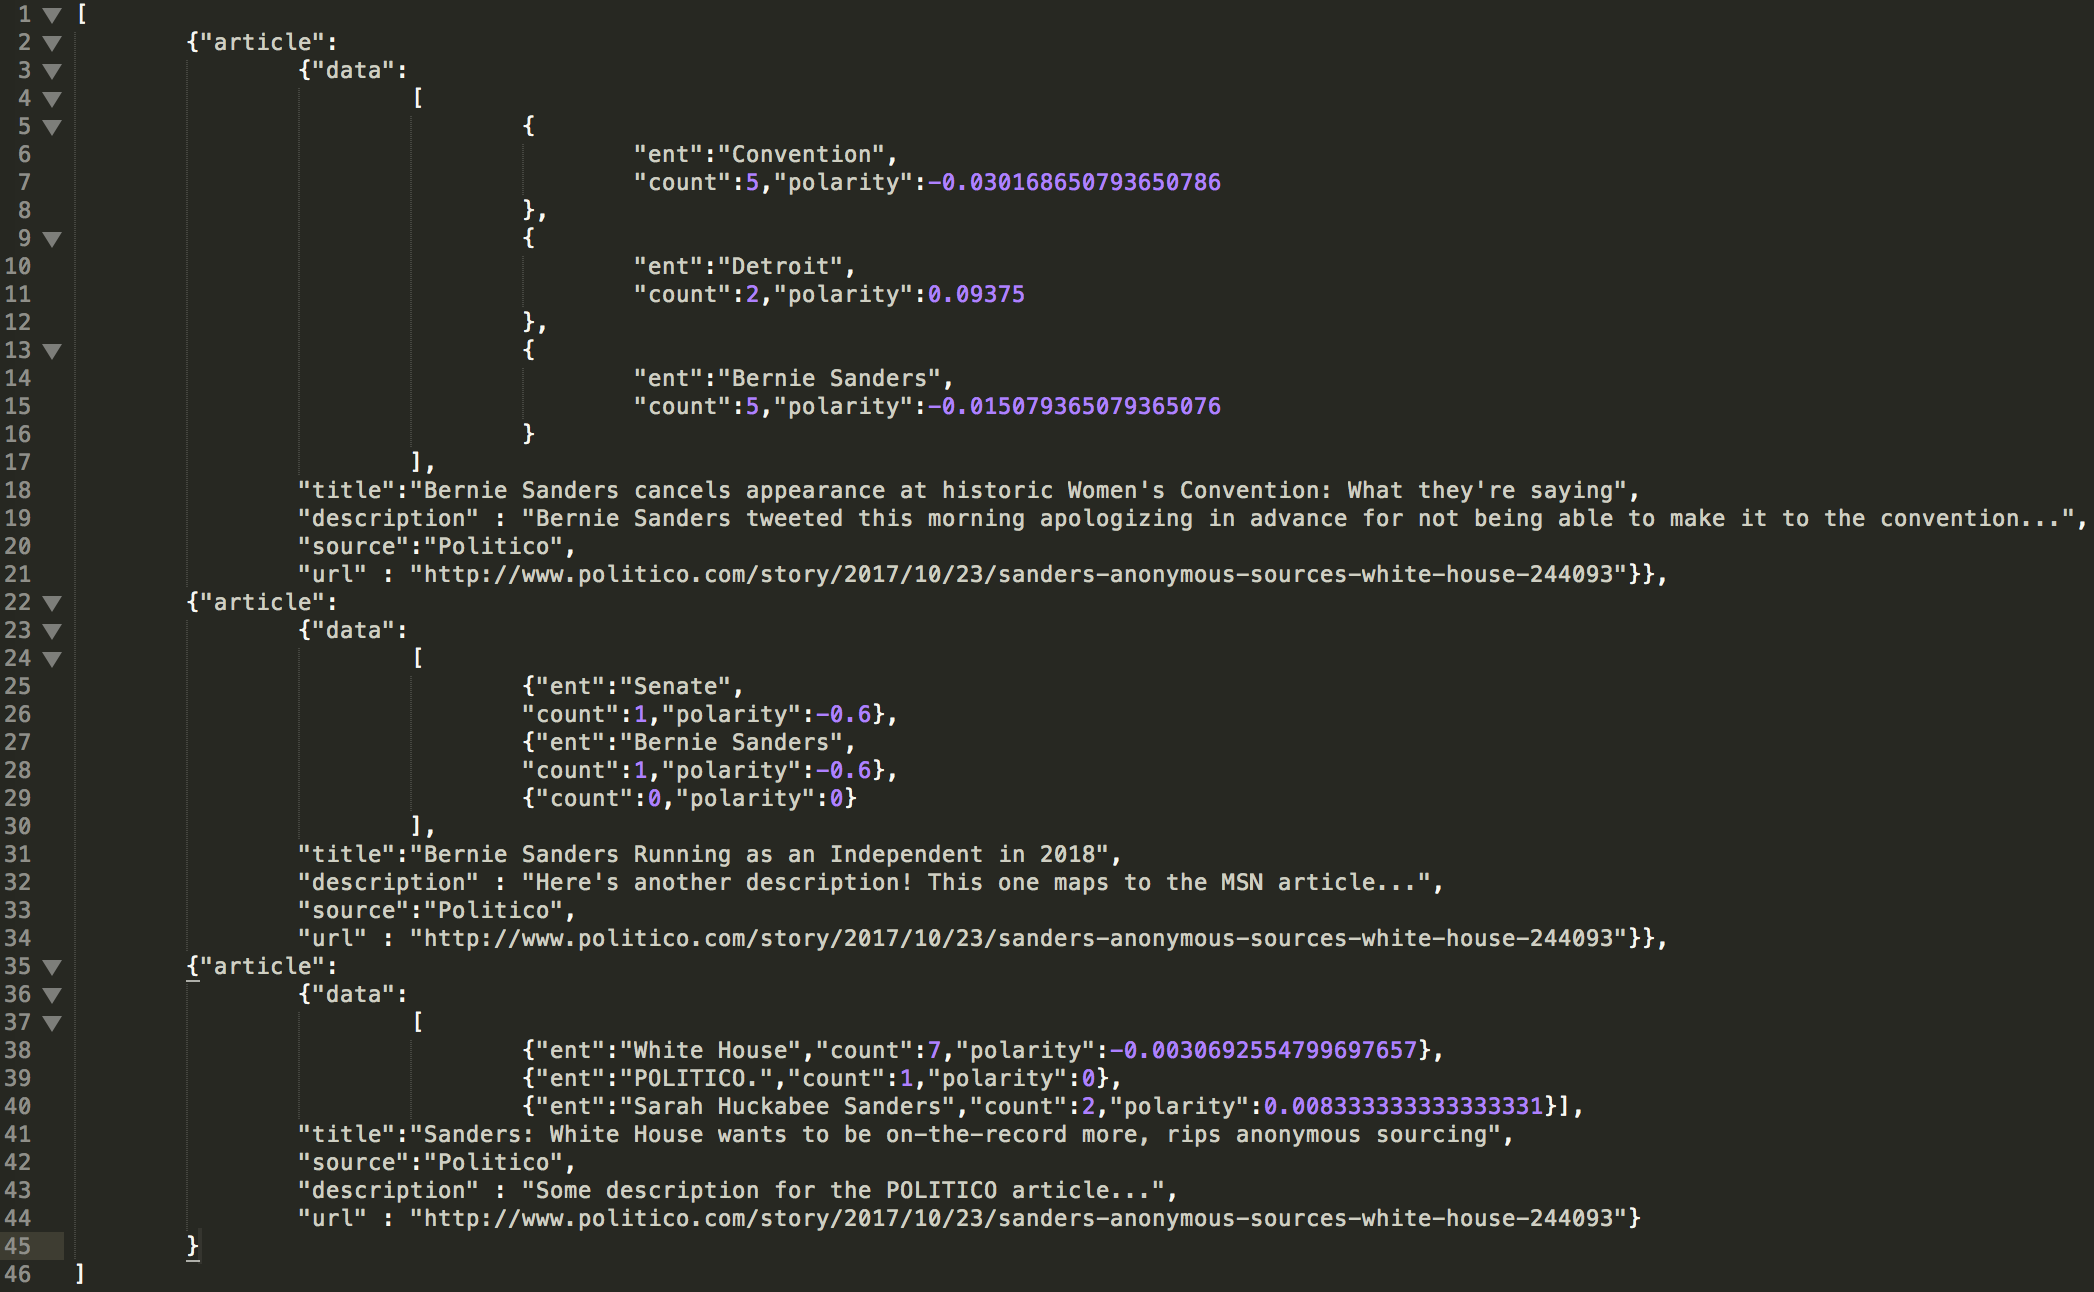 1 [
2 {"article":
3 {"data":
4 [
5 {
6 "ent":"Convention",
7 "count":5,"polarity":-0.030168650793650786
8 },
9 {
10 "ent":"Detroit",
11 "count":2,"polarity":0.09375
12 },
13 {
14 "ent":"Bernie Sanders",
15 "count":5,"polarity":-0.015079365079365076
16 }
17 ],
18 "title":"Bernie Sanders cancels appearance at historic Women's Convention: What they're saying",
19 "description" : "Bernie Sanders tweeted this morning apologizing in advance for not being able to make it to the convention...",
20 "source":"Politico",
21 "url" : "http://www.politico.com/story/2017/10/23/sanders-anonymous-sources-white-house-244093"}},
22 {"article":
23 {"data":
24 [
25 {"ent":"Senate",
26 "count":1,"polarity":-0.6},
27 {"ent":"Bernie Sanders",
28 "count":1,"polarity":-0.6},
29 {"count":0,"polarity":0}
30 ],
31 "title":"Bernie Sanders Running as an Independent in 2018",
32 "description" : "Here's another description! This one maps to the MSN article...",
33 "source":"Politico",
34 "url" : "http://www.politico.com/story/2017/10/23/sanders-anonymous-sources-white-house-244093"}},
35 {"article":
36 {"data":
37 [
38 {"ent":"White House","count":7,"polarity":-0.0030692554799697657},
39 {"ent":"POLITICO.","count":1,"polarity":0},
40 {"ent":"Sarah Huckabee Sanders","count":2,"polarity":0.008333333333333331}],
41 "title":"Sanders: White House wants to be on-the-record more, rips anonymous sourcing",
42 "source":"Politico",
43 "description" : "Some description for the POLITICO article...",
44 "url" : "http://www.politico.com/story/2017/10/23/sanders-anonymous-sources-white-house-244093"}
45 }
46 ]